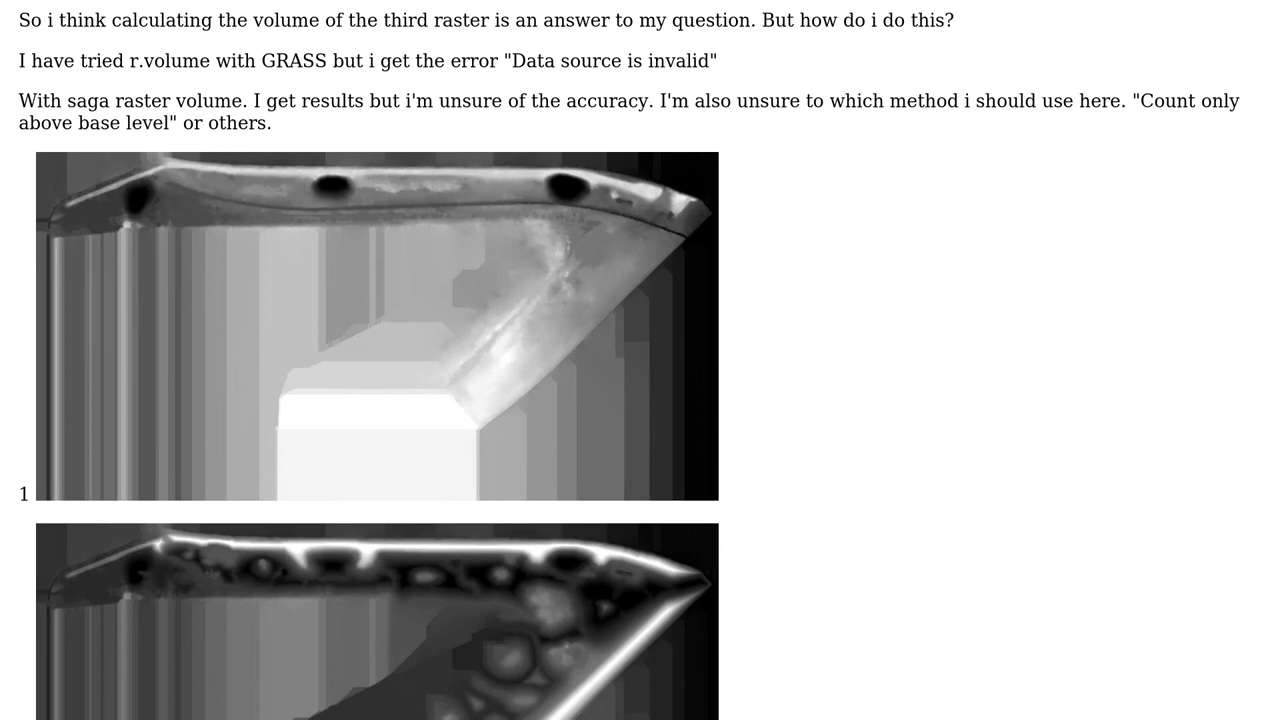 So i think calculating the volume of the third raster is an answer to my question. But how do i do this?
I have tried r.volume with GRASS but i get the error "Data source is invalid"
With saga raster volume. I get results but i'm unsure of the accuracy. I'm also unsure to which method i should use here. "Count only
above base level" or others.
1